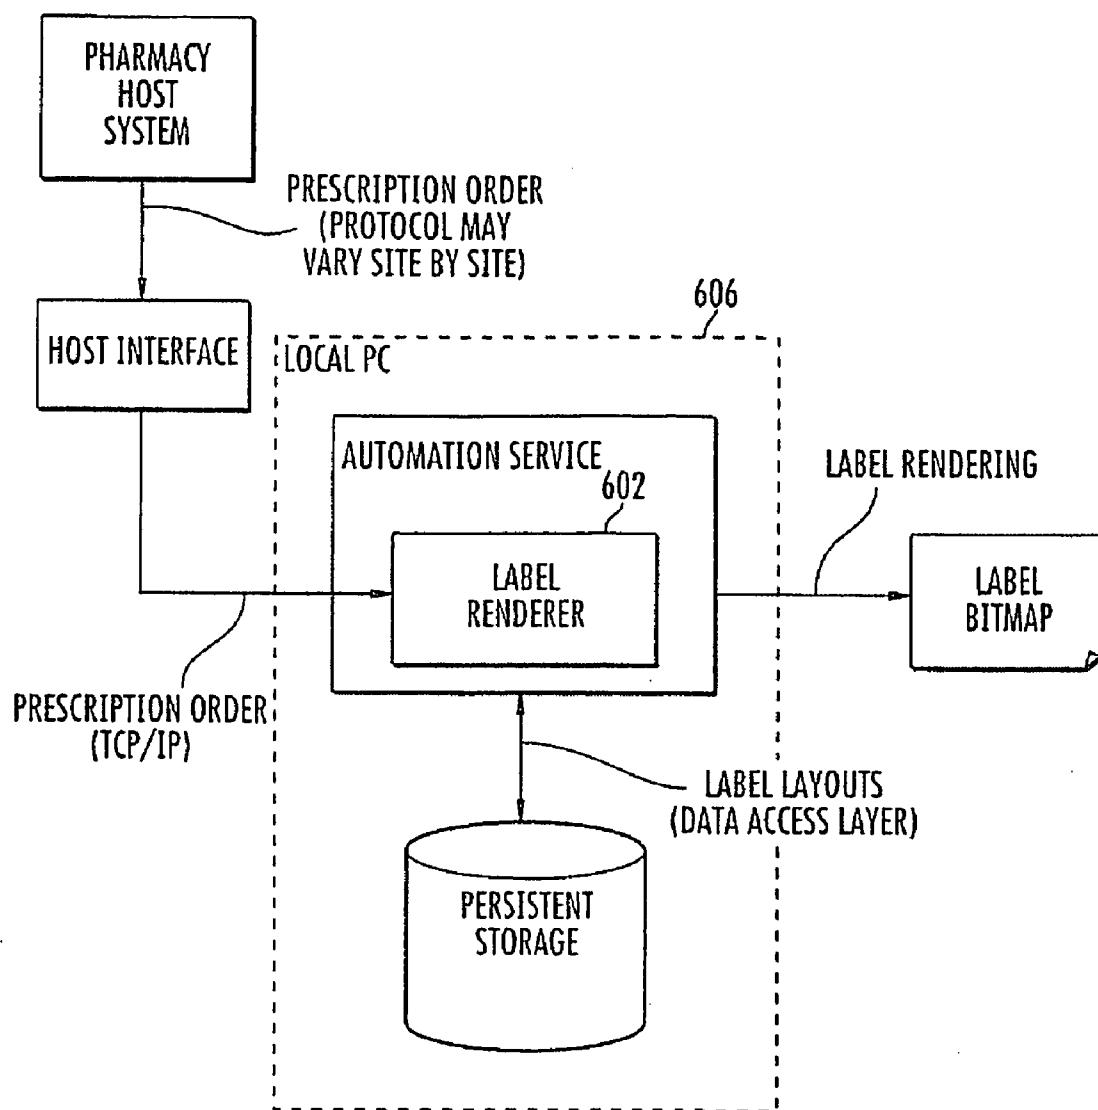 PHARMACY
HOST
SYSTEM
PRESCRIPTION ORDER
(PROTOCOL MAY
VARY SITE BY SITE)
HOST INTERFACE
606
LOCAL PC
AUTOMATION SERVICE
602
LABEL
RENDERER
LABEL RENDERING
LABEL
BITMAP
PRESCRIPTION ORDER
(TCP/IP)
LABEL LAYOUTS
(DATA ACCESS LAYER)
PERSISTENT
STORAGE